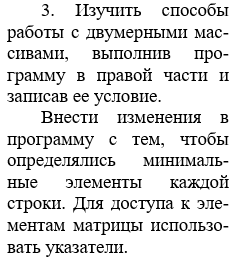 3. Изучить способы
работы с двумерными мас-
сивами, выполнив про-
грамму в правой части и
записав ее условие.
Внести изменения в
программу с тем, чтобы
определялись минималь-
ные элементы каждой
строки. Для доступа к эле-
ментам матрицы использо-
вать указатели.